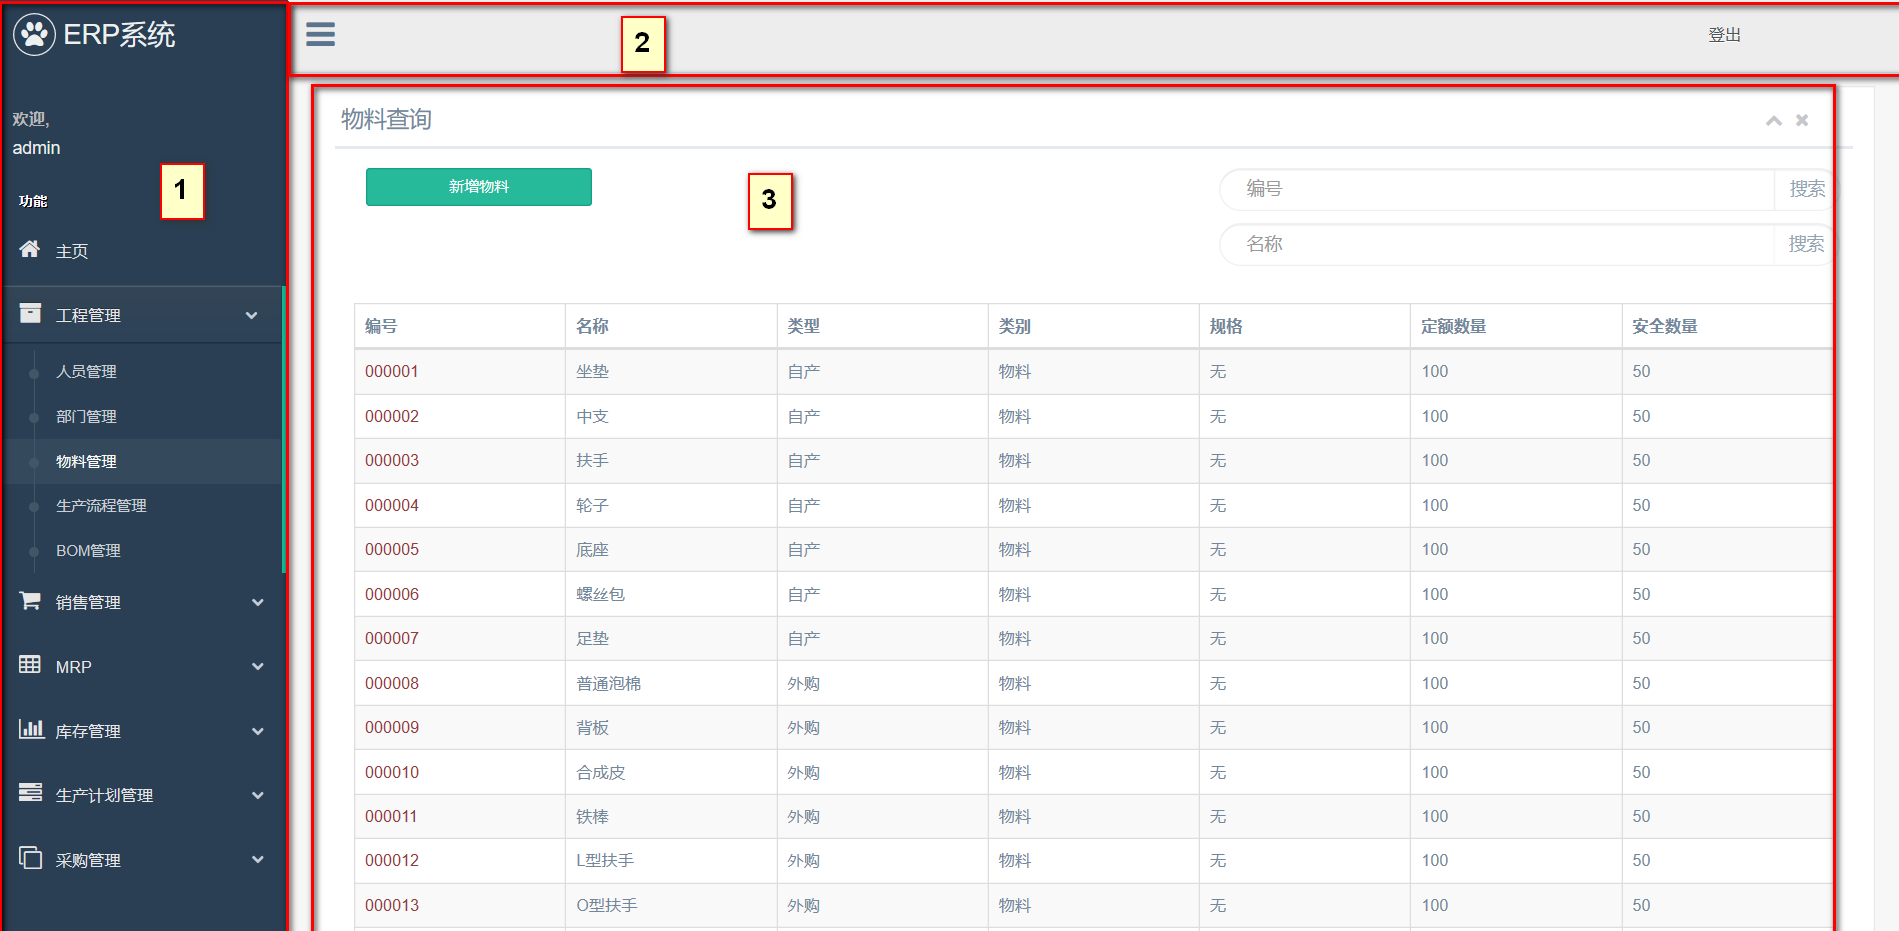 ERP系统
欢迎,
admin
1
功能
主页
工程管理
人员管理
部门管理
物料管理
生产流程管理
BOM管理
销售管理
MRP
库存管理
生产计划管理
采购管理
2
登出
物料查询
新增物料
3
编号 搜索
名称 搜索
编号 名称 类型 类别 规格 定额数量 安全数量
000001 坐垫 自产 物料 无 100 50
000002 中支 自产 物料 无 100 50
000003 扶手 自产 物料 无 100 50
000004 轮子 自产 物料 无 100 50
000005 底座 自产 物料 无 100 50
000006 螺丝包 自产 物料 无 100 50
000007 足垫 自产 物料 无 100 50
000008 普通泡棉 外购 物料 无 100 50
000009 背板 外购 物料 无 100 50
000010 合成皮 外购 物料 无 100 50
000011 铁棒 外购 物料 无 100 50
000012 L型扶手 外购 物料 无 100 50
000013 O型扶手 外购 物料 无 100 50